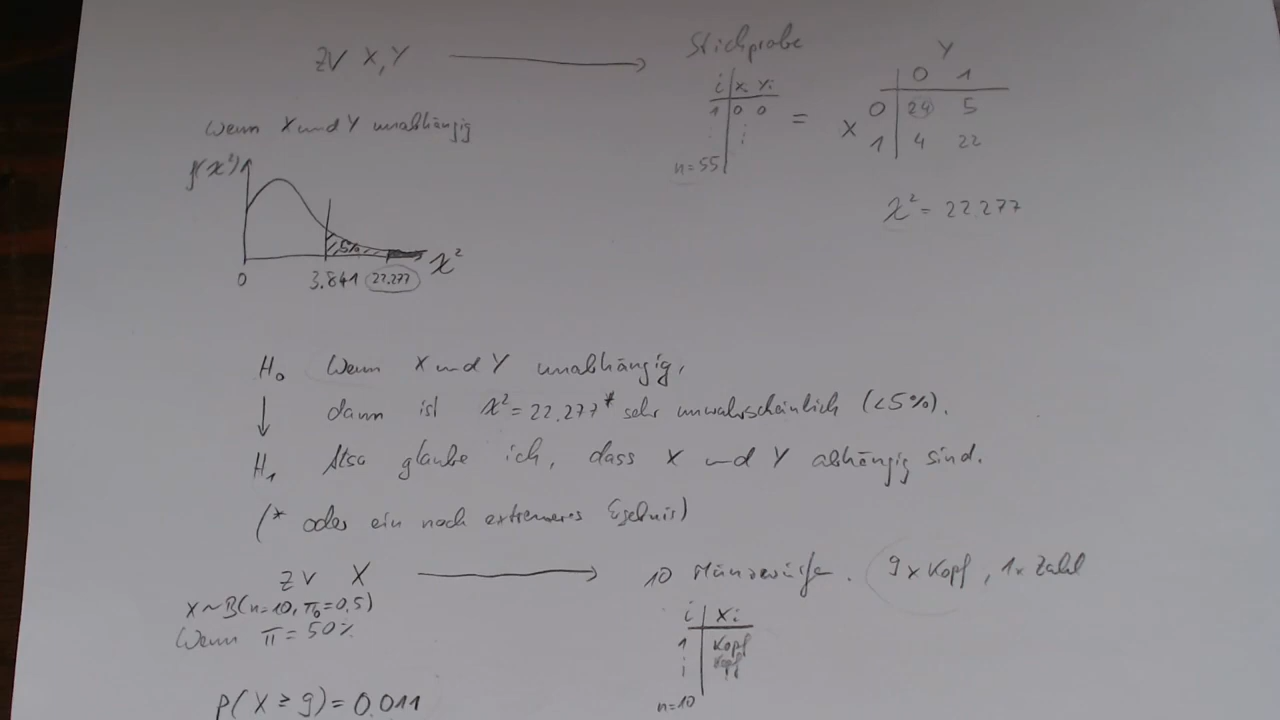 ZV X, Y
Stichprobe
i xi yi
1 0 0
n=55
=
Y
0 1
X
0 24 5
1 4 22
χ² = 22.277
Wenn X und Y unabhängig
f(χ²)
5%
0 3.841 22.277
χ²
H₀ Wenn X und Y unabhängig,
↓ dann ist χ² = 22.277* sehr unwahrscheinlich (<5%).
H₁ Also glaube ich, dass X und Y abhängig sind.
(* oder ein noch extremeres Ergebnis)
ZV X
X~B(n=10, π₀=0.5)
Wenn π = 50%
P(X ≥ 9) = 0.011
10 Münzwürfe. 9x Kopf, 1x Zahl
i xi
1 Kopf
⋮ Kopf
n=10